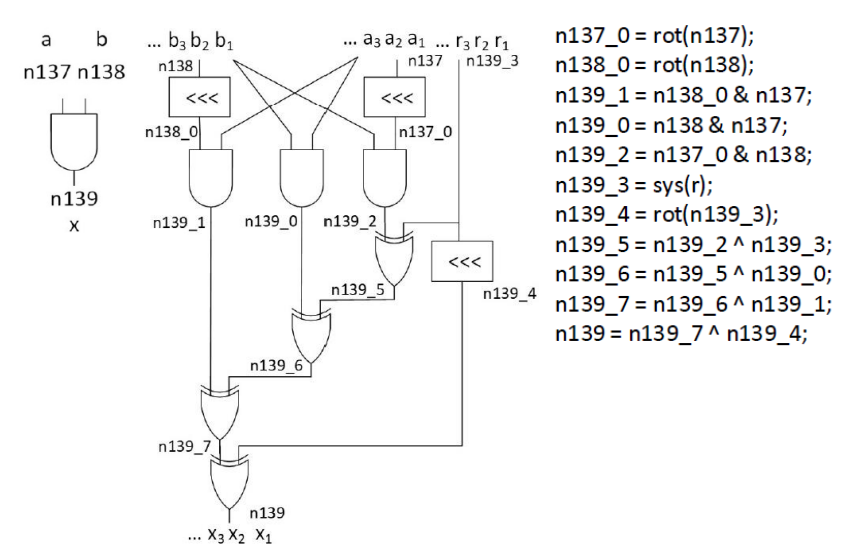 a b
n137 n138
n139
x
... b3 b2 b1
... a3 a2 a1
... r3 r2 r1
n138
n137
n139_3
<<<
<<<
n138_0
n137_0
n139_1
n139_0
n139_2
<<<
n139_5
n139_4
n139_6
n139_7
n139
... x3 x2 x1
n137_0 = rot(n137);
n138_0 = rot(n138);
n139_1 = n138_0 & n137;
n139_0 = n138 & n137;
n139_2 = n137_0 & n138;
n139_3 = sys(r);
n139_4 = rot(n139_3);
n139_5 = n139_2 ^ n139_3;
n139_6 = n139_5 ^ n139_0;
n139_7 = n139_6 ^ n139_1;
n139 = n139_7 ^ n139_4;